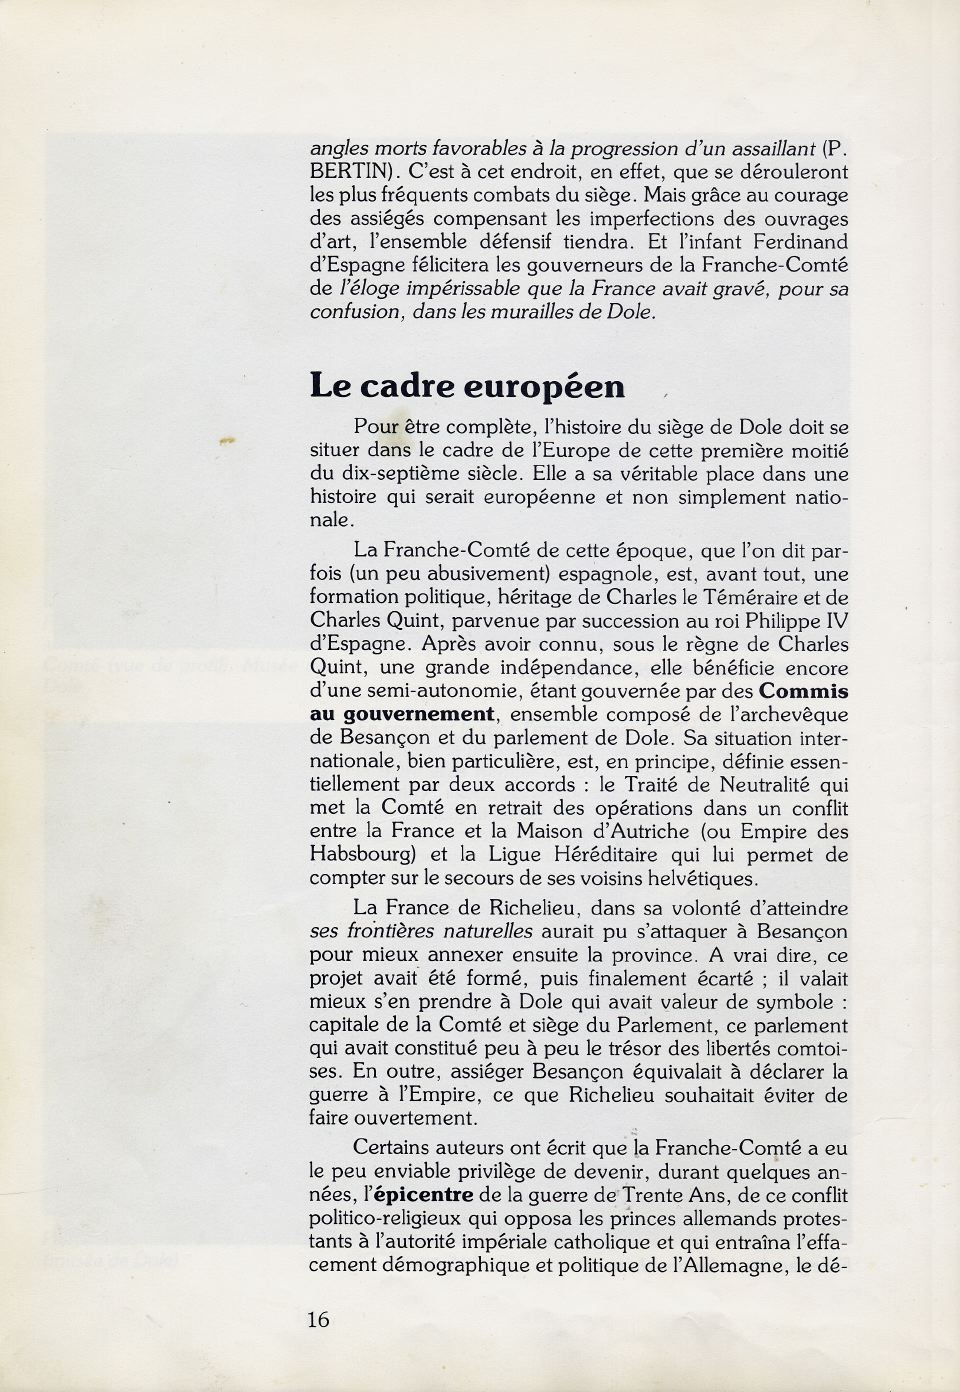 angles morts favorables à la progression d'un assaillant (P.
BERTIN). C'est à cet endroit, en effet, que se dérouleront
les plus fréquents combats du siège. Mais grâce au courage
des assiégés compensant les imperfections des ouvrages
d'art, l'ensemble défensif tiendra. Et l'infant Ferdinand
d'Espagne félicitera les gouverneurs de la Franche-Comté
de l'éloge impérissable que la France avait gravé, pour sa
confusion, dans les murailles de Dole.
Le cadre européen
Pour être complète, l'histoire du siège de Dole doit se
situer dans le cadre de l'Europe de cette première moitié
du dix-septième siècle. Elle a sa véritable place dans une
histoire qui serait européenne et non simplement natio-
nale.
La Franche-Comté de cette époque, que l'on dit par-
fois (un peu abusivement) espagnole, est, avant tout, une
formation politique, héritage de Charles le Téméraire et de
Charles Quint, parvenue par succession au roi Philippe IV
d'Espagne. Après avoir connu, sous le règne de Charles
Quint, une grande indépendance, elle bénéficie encore
d'une semi-autonomie, étant gouvernée par des Commis
au gouvernement, ensemble composé de l'archevêque
de Besançon et du parlement de Dole. Sa situation inter-
nationale, bien particulière, est, en principe, définie essen-
tiellement par deux accords : le Traité de Neutralité qui
met la Comté en retrait des opérations dans un conflit
entre la France et la Maison d'Autriche (ou Empire des
Habsbourg) et la Ligue Héréditaire qui lui permet de
compter sur le secours de ses voisins helvétiques.
La France de Richelieu, dans sa volonté d'atteindre
ses frontières naturelles aurait pu s'attaquer à Besançon
pour mieux annexer ensuite la province. A vrai dire, ce
projet avait été formé, puis finalement écarté ; il valait
mieux s'en prendre à Dole qui avait valeur de symbole :
capitale de la Comté et siège du Parlement, ce parlement
qui avait constitué peu à peu le trésor des libertés comtoi-
ses. En outre, assiéger Besançon équivalait à déclarer la
guerre à l'Empire, ce que Richelieu souhaitait éviter de
faire ouvertement.
Certains auteurs ont écrit que la Franche-Comté a eu
le peu enviable privilège de devenir, durant quelques an-
nées, l'épicentre de la guerre de Trente Ans, de ce conflit
politico-religieux qui opposa les princes allemands protes-
tants à l'autorité impériale catholique et qui entraîna l'effa-
cement démographique et politique de l'Allemagne, le dé-
16